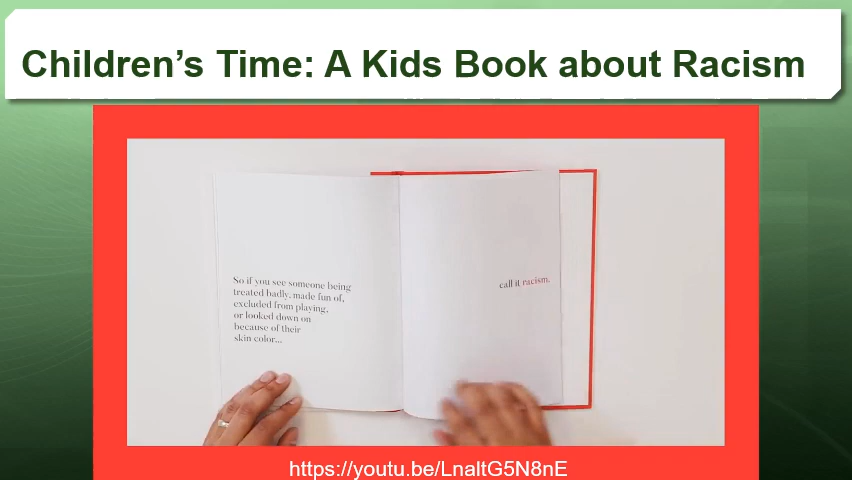 Children’s Time: A Kids Book about Racism
So if you see someone being
treated badly, made fun of,
excluded from playing,
or looked down on
because of their
skin color...
call it racism.
https://youtu.be/LnaltG5N8nE